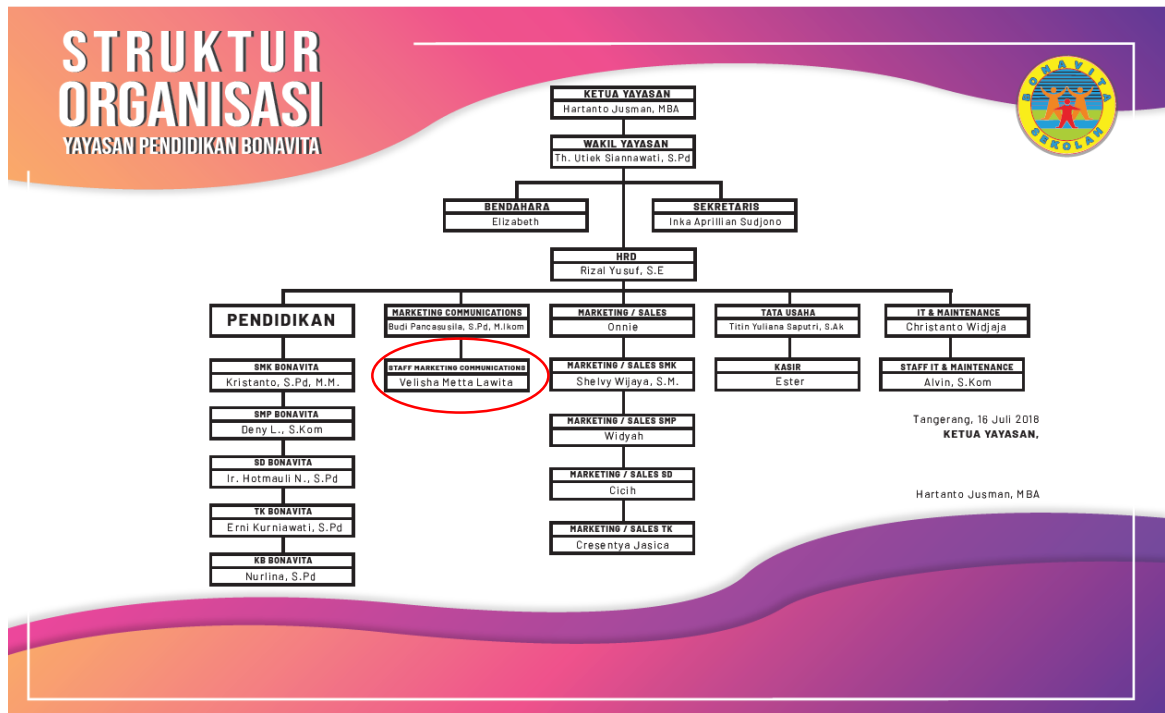 STRUKTUR
ORGANISASI
YAYASAN PENDIDIKAN BONAVITA
BONAVITA
SEKOLAH
KETUA YAYASAN
Hartanto Jusman, MBA
WAKIL YAYASAN
Th. Utiek Siannawati, S.Pd
BENDAHARA
Elizabeth
SEKRETARIS
Inka Aprillian Sudjono
HRD
Rizal Yusuf, S.E
PENDIDIKAN
SMK BONAVITA
Kristanto, S.Pd, M.M.
SMP BONAVITA
Deny L., S.Kom
SD BONAVITA
Ir. Hotmauli N., S.Pd
TK BONAVITA
Erni Kurniawati, S.Pd
KB BONAVITA
Nurlina, S.Pd
MARKETING COMMUNICATIONS
Budi Pancasusila, S.Pd, M.Ikom
STAFF MARKETING COMMUNICATIONS
Velisha Metta Lawita
MARKETING / SALES
Onnie
MARKETING / SALES SMK
Shelvy Wijaya, S.M.
MARKETING / SALES SMP
Widyah
MARKETING / SALES SD
Cicih
MARKETING / SALES TK
Cresentya Jasica
TATA USAHA
Titin Yuliana Saputri, S.Ak
KASIR
Ester
IT & MAINTENANCE
Christanto Widjaja
STAFF IT & MAINTENANCE
Alvin, S.Kom
Tangerang, 16 Juli 2018
KETUA YAYASAN,
Hartanto Jusman, MBA